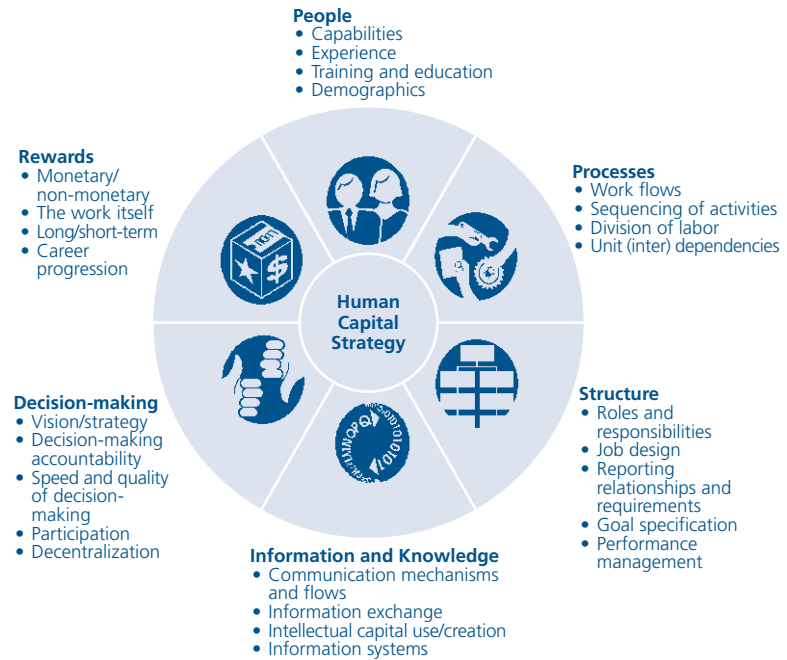 People
• Capabilities
• Experience
• Training and education
• Demographics
Rewards
• Monetary/
non-monetary
• The work itself
• Long/short-term
• Career
progression
Processes
• Work flows
• Sequencing of activities
• Division of labor
• Unit (inter) dependencies
Human
Capital
Strategy
Decision-making
• Vision/strategy
• Decision-making
accountability
• Speed and quality
of decision-
making
• Participation
• Decentralization
Structure
• Roles and
responsibilities
• Job design
• Reporting
relationships and
requirements
• Goal specification
• Performance
management
Information and Knowledge
• Communication mechanisms
and flows
• Information exchange
• Intellectual capital use/creation
• Information systems